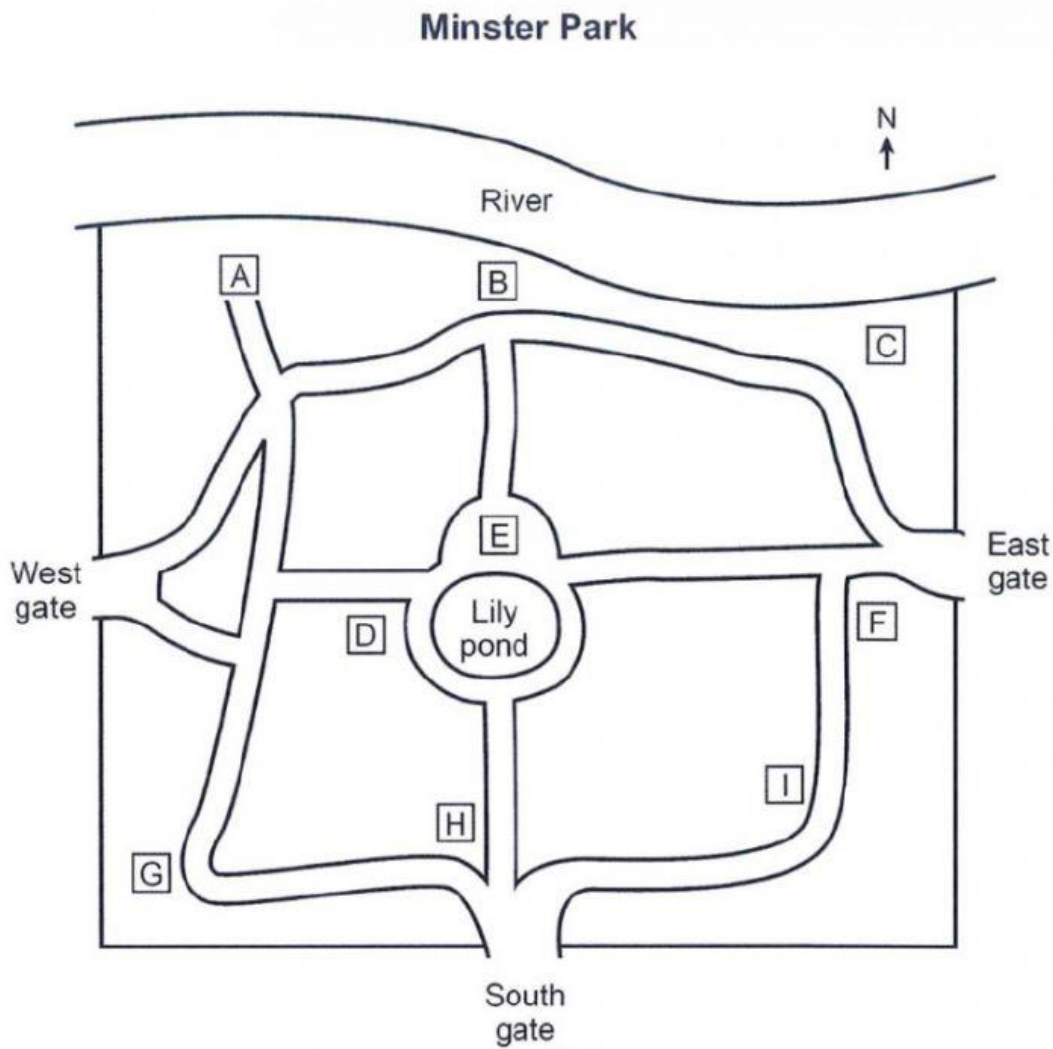 Minster Park
N
River
A
B
C
E
West
gate
East
gate
Lily
pond
D
F
I
H
G
South
gate